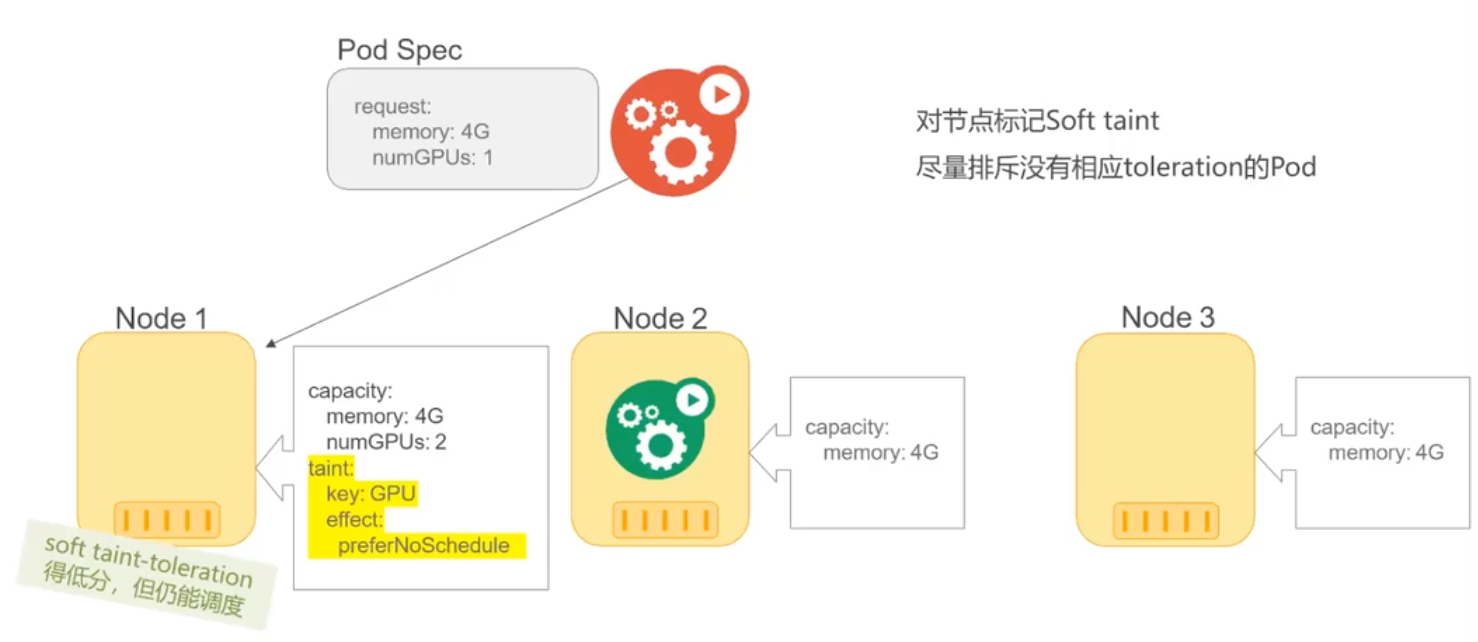 Pod Spec
request:
memory: 4G
numGPUs: 1
对节点标记Soft taint
尽量排斥没有相应toleration的Pod
Node 1
capacity:
memory: 4G
numGPUs: 2
taint:
key: GPU
effect:
preferNoSchedule
soft taint-toleration
得低分，但仍能调度
Node 2
capacity:
memory: 4G
Node 3
capacity:
memory: 4G